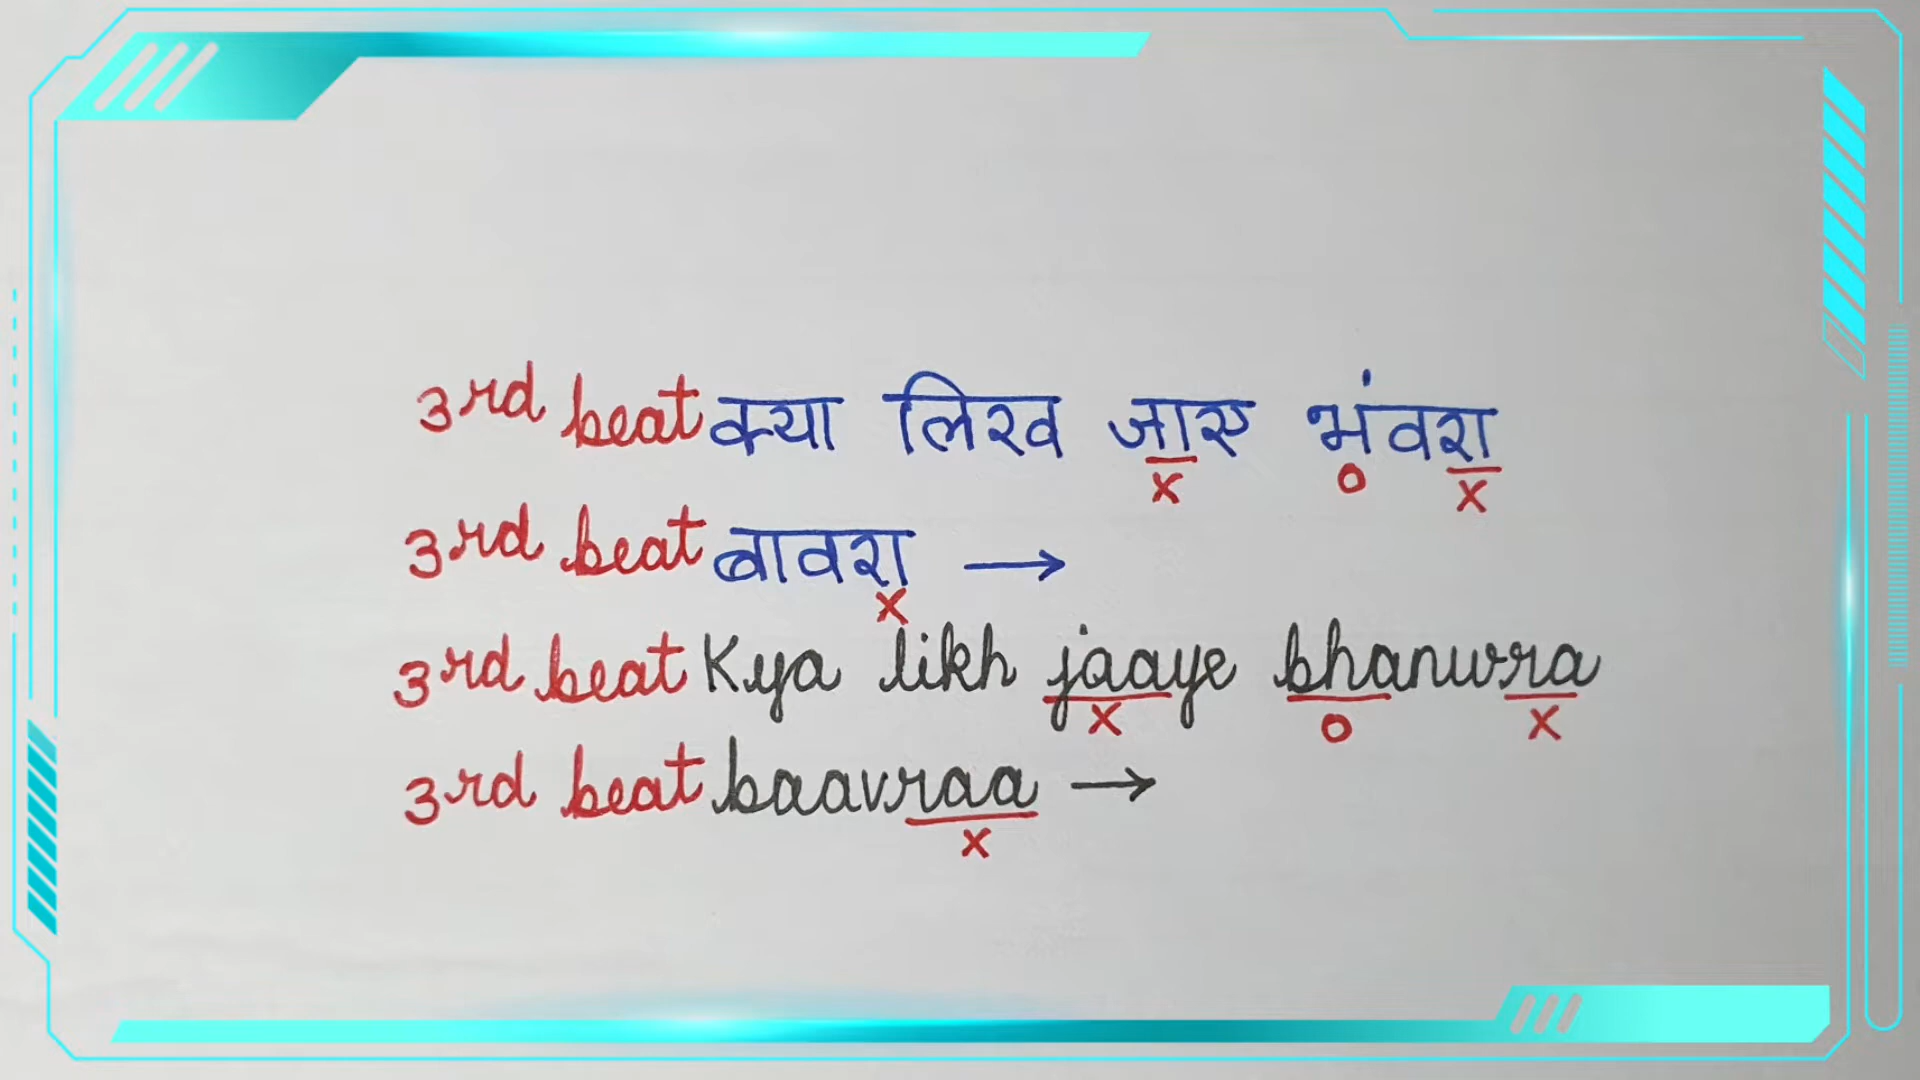 3rd beat क्या लिख जाए भंवरा
x o x
3rd beat बावरा →
x
3rd beat Kya likh jaaye bhanwra
x o x
3rd beat baavraa →
x